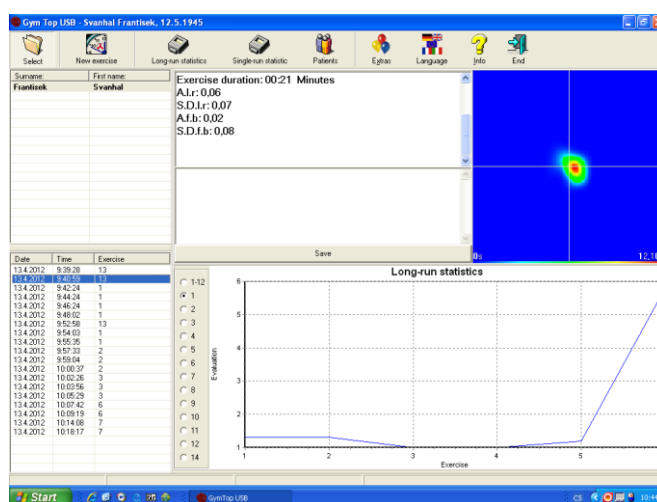 Gym Top USB - Svanhal Frantisek, 12.5.1945
Select New exercise Long-run statistics Single-run statistic Patients Extras Language Info End
Surname: First name:
Frantisek Svanhal
Exercise duration: 00:21 Minutes
A.l.r: 0,06
S.D.l.r: 0,07
A.f.b: 0,02
S.D.f.b: 0,08
Save
0s 12,16
Date Time Exercise
13.4.2012 9:39:28 13
13.4.2012 9:40:59 13
13.4.2012 9:42:24 1
13.4.2012 9:44:24 1
13.4.2012 9:46:24 1
13.4.2012 9:48:02 1
13.4.2012 9:52:58 13
13.4.2012 9:54:03 1
13.4.2012 9:55:35 1
13.4.2012 9:57:33 2
13.4.2012 9:59:04 2
13.4.2012 10:00:37 2
13.4.2012 10:02:26 3
13.4.2012 10:03:56 3
13.4.2012 10:05:29 3
13.4.2012 10:07:42 6
13.4.2012 10:09:19 6
13.4.2012 10:14:08 7
13.4.2012 10:18:17 7
1-12
1
2
3
4
5
6
7
8
9
10
11
12
14
Long-run statistics
Evaluation
6
5
4
3
2
1
1 2 3 4 5
Exercise
Start GymTop USB CS 10:44